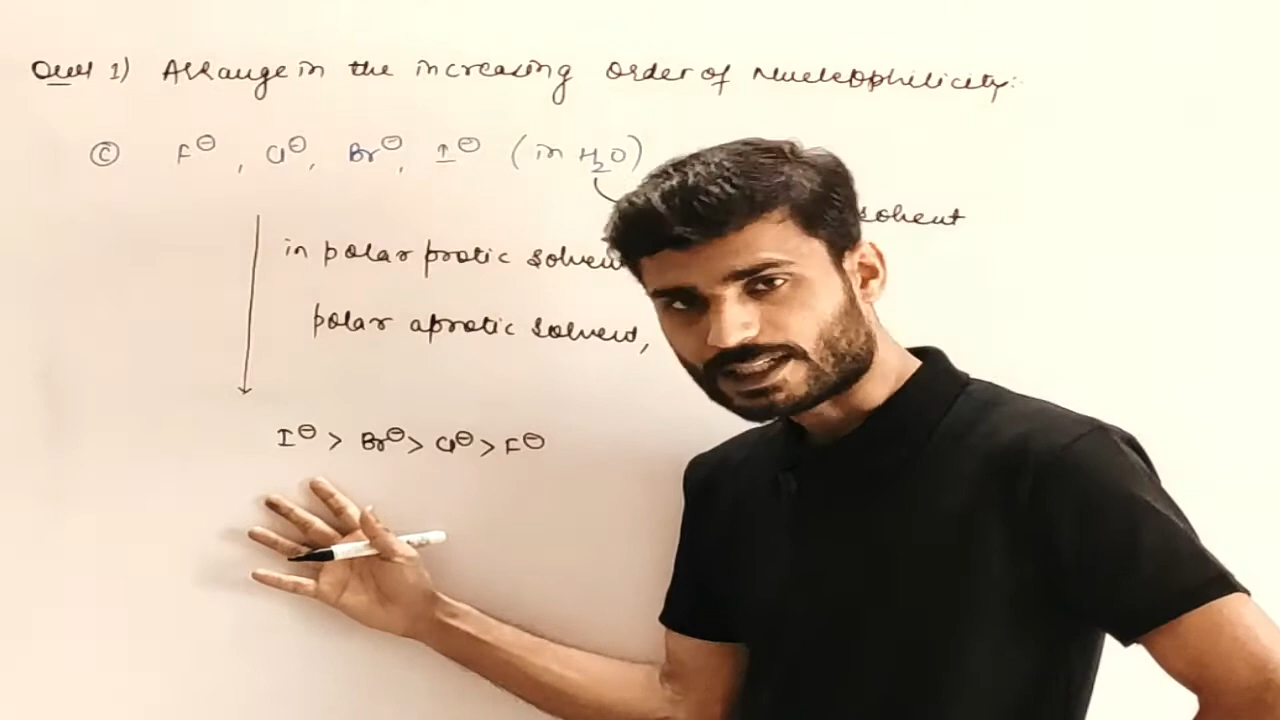 Ques 1) Arrange in the increasing order of Nucleophilicity:
Ⓒ F⊖, Cl⊖, Br⊖, I⊖ (in H₂O)
solvent
in polar protic
polar aprotic solvent,
I⊖ > Br⊖ > Cl⊖ > F⊖